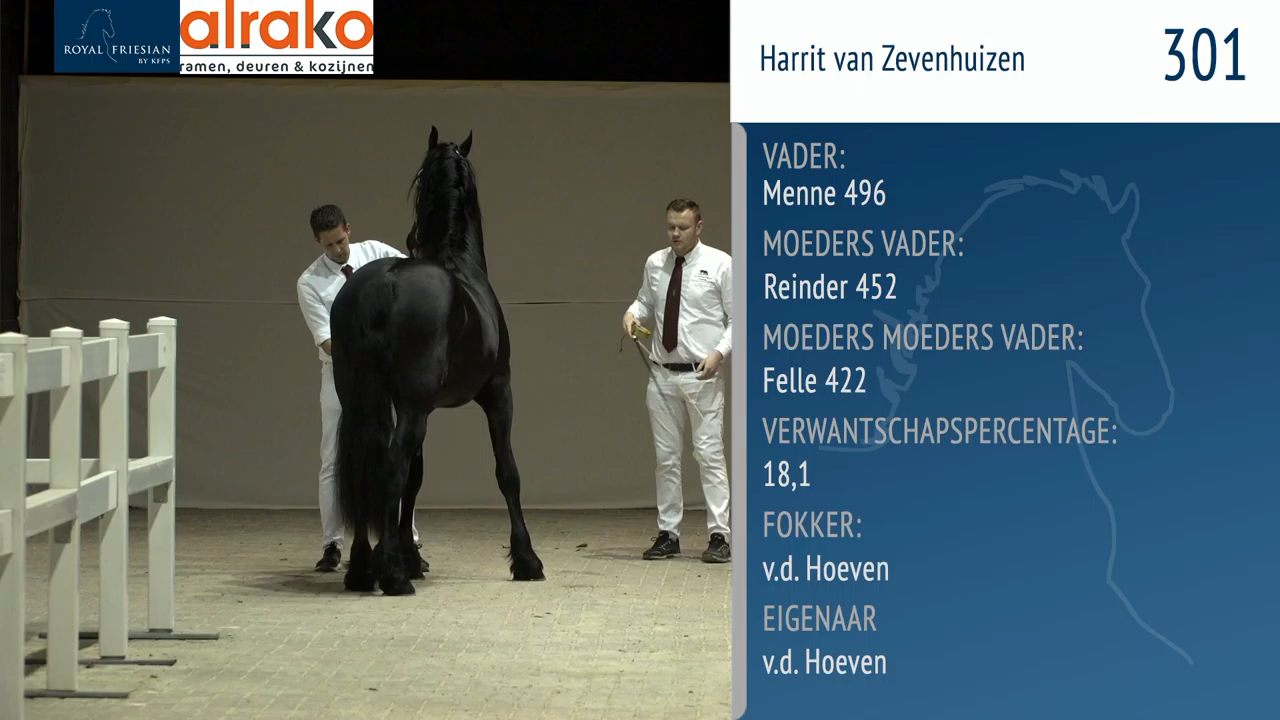 ROYAL FRIESIAN
BY KFPS
alrako
ramen, deuren & kozijnen
Harrit van Zevenhuizen
301
VADER:
Menne 496
MOEDERS VADER:
Reinder 452
MOEDERS MOEDERS VADER:
Felle 422
VERWANTSCHAPSPERCENTAGE:
18,1
FOKKER:
v.d. Hoeven
EIGENAAR
v.d. Hoeven